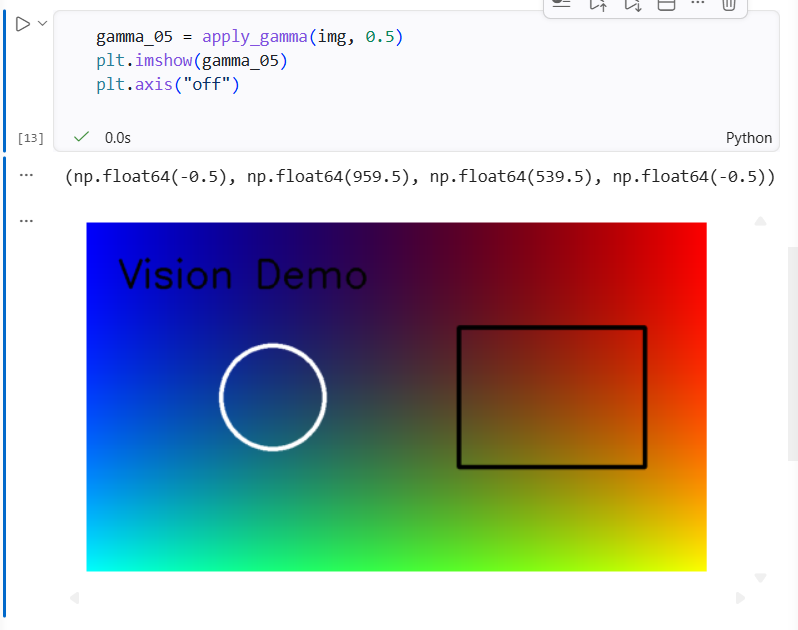 gamma_05 = apply_gamma(img, 0.5)
plt.imshow(gamma_05)
plt.axis("off")
[13]
0.0s
Python
(np.float64(-0.5), np.float64(959.5), np.float64(539.5), np.float64(-0.5))
Vision Demo